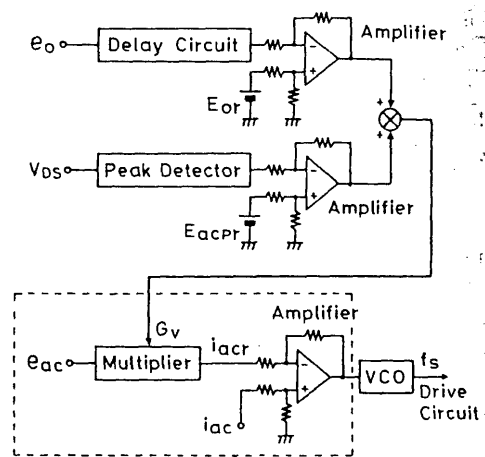 eo
Delay Circuit
Amplifier
- +
Eor
+
+
VDS
Peak Detector
- +
Amplifier
EacPr
Amplifier
Gv
eac
Multiplier
iacr
- +
VCO
fs
Drive
Circuit
iac